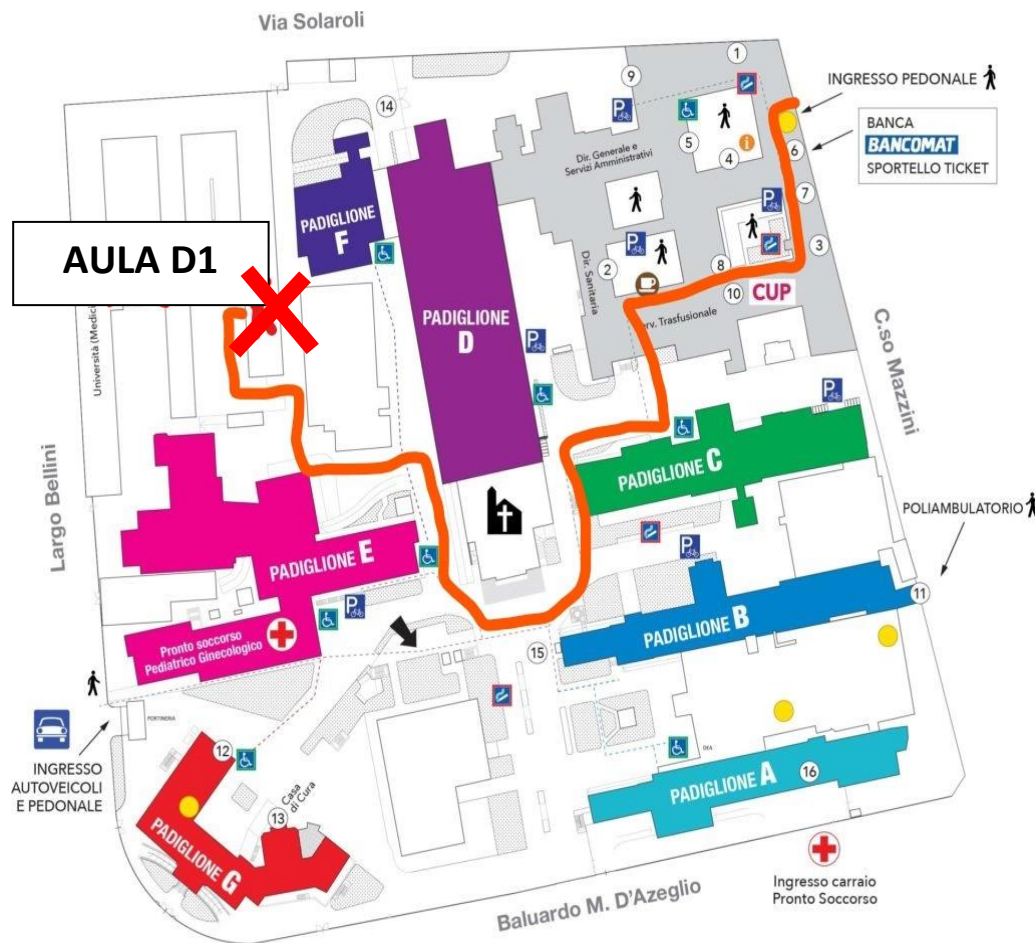 Via Solaroli
1
9
INGRESSO PEDONALE
14
P
5
4
i
6
BANCA
BANCOMAT
SPORTELLO TICKET
Dir. Generale e
Servizi Amministrativi
7
P
PADIGLIONE
F
AULA D1
P
2
Dir. Sanitaria
8
3
10
CUP
PADIGLIONE
D
P
Università (Medici
C.so Mazzini
P
PADIGLIONE C
Largo Bellini
POLIAMBULATORIO
PADIGLIONE E
P
P
11
PADIGLIONE B
Pronto soccorso
Pediatrico Ginecologico
15
PORTINERIA
INGRESSO
AUTOVEICOLI
E PEDONALE
12
Casa
di Cura
13
PADIGLIONE G
DEA
PADIGLIONE A
16
Ingresso carraio
Pronto Soccorso
Baluardo M. D'Azeglio